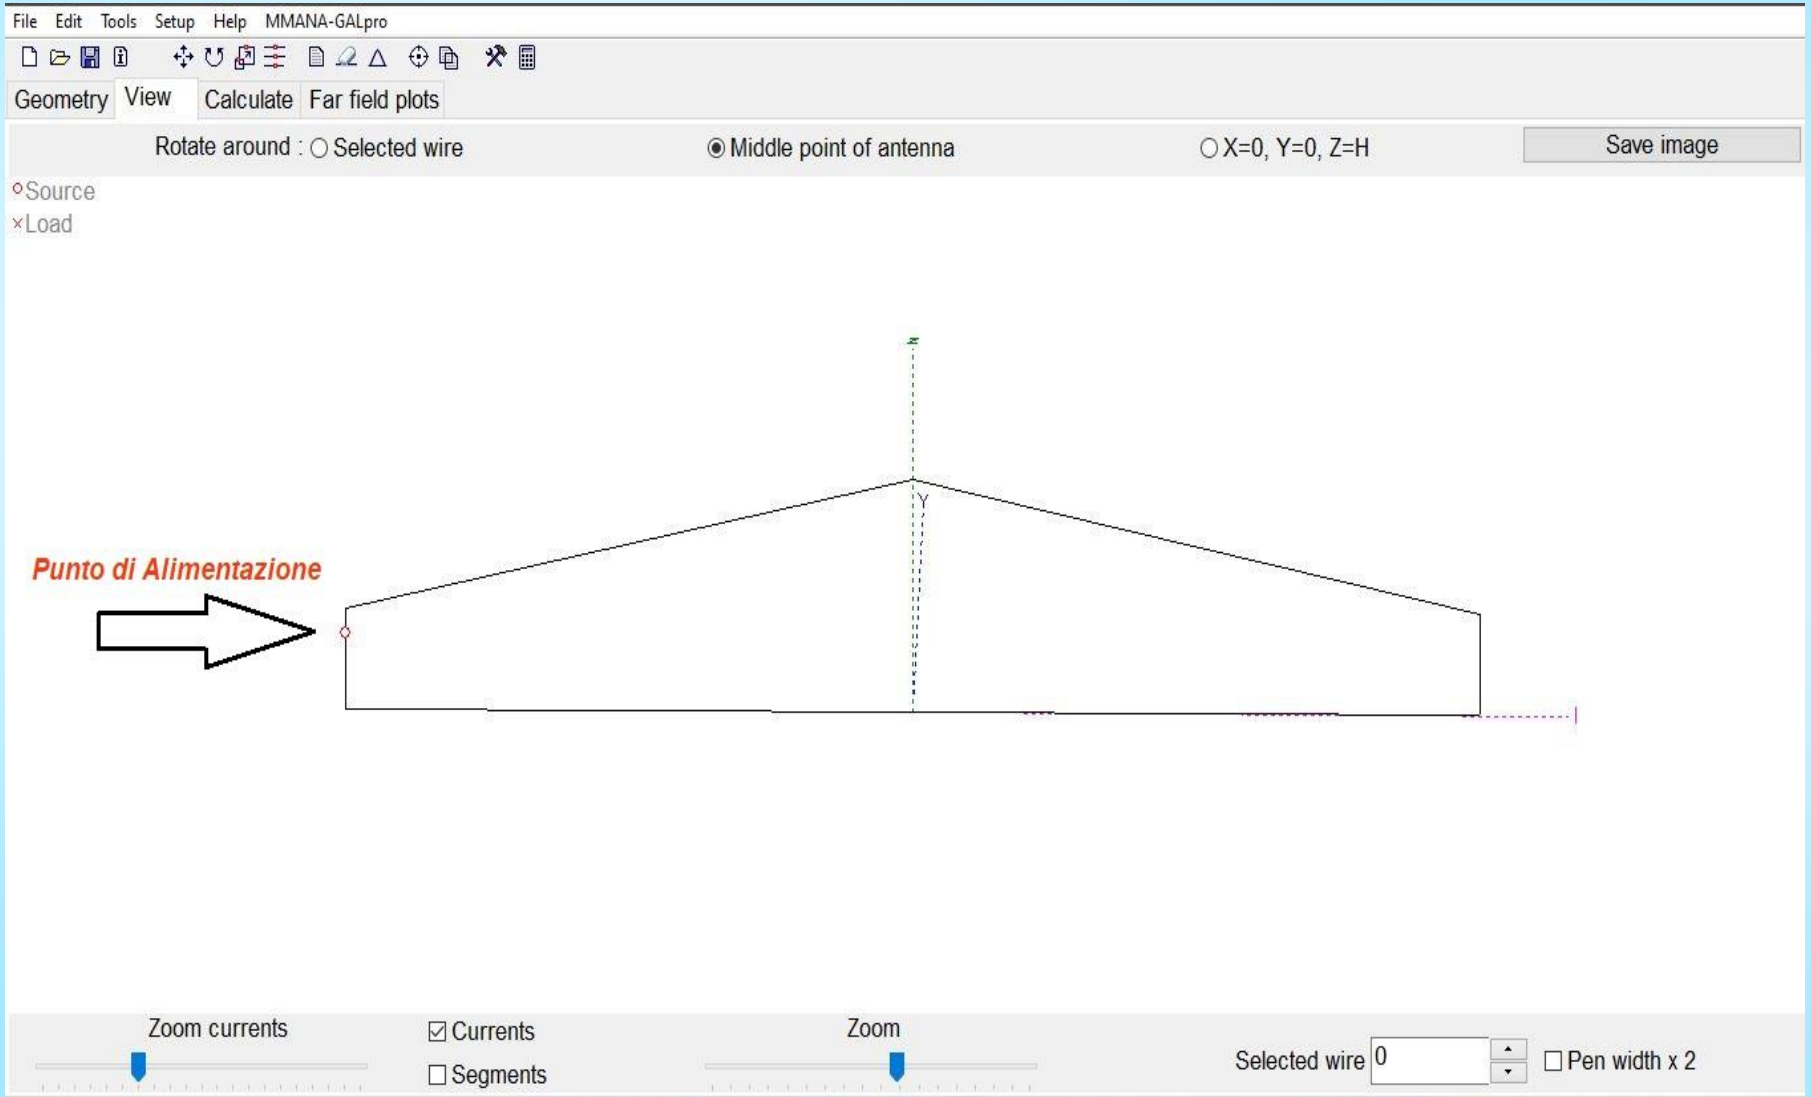 File Edit Tools Setup Help MMANA-GALpro
Geometry View Calculate Far field plots
Rotate around : Selected wire Middle point of antenna X=0, Y=0, Z=H Save image
Source
Load
Z
Y
Punto di Alimentazione
Zoom currents Currents Zoom
Selected wire 0 Pen width x 2
Segments